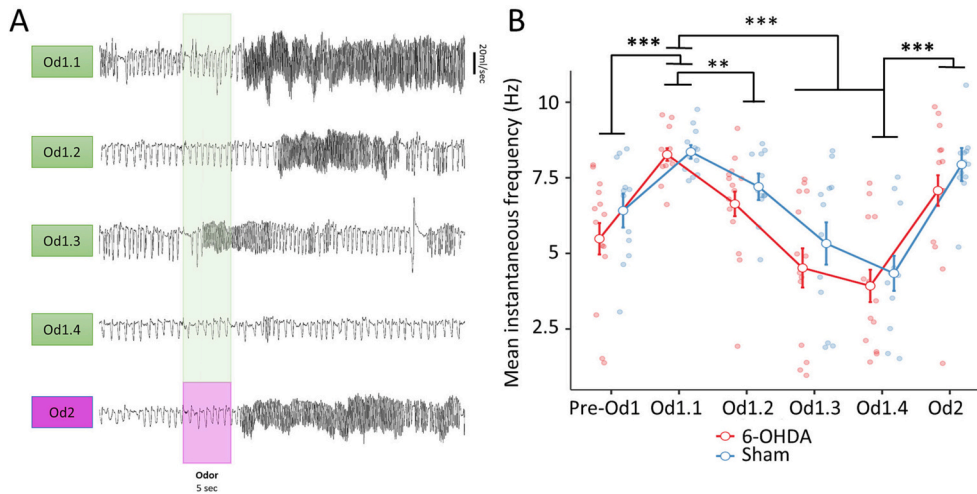 A
Od1.1
20ml/sec
Od1.2
Od1.3
Od1.4
Od2
Odor
5 sec
B
***
***
***
**
Mean instantaneous frequency (Hz)
10
7.5
5
2.5
Pre-Od1 Od1.1 Od1.2 Od1.3 Od1.4 Od2
6-OHDA
Sham